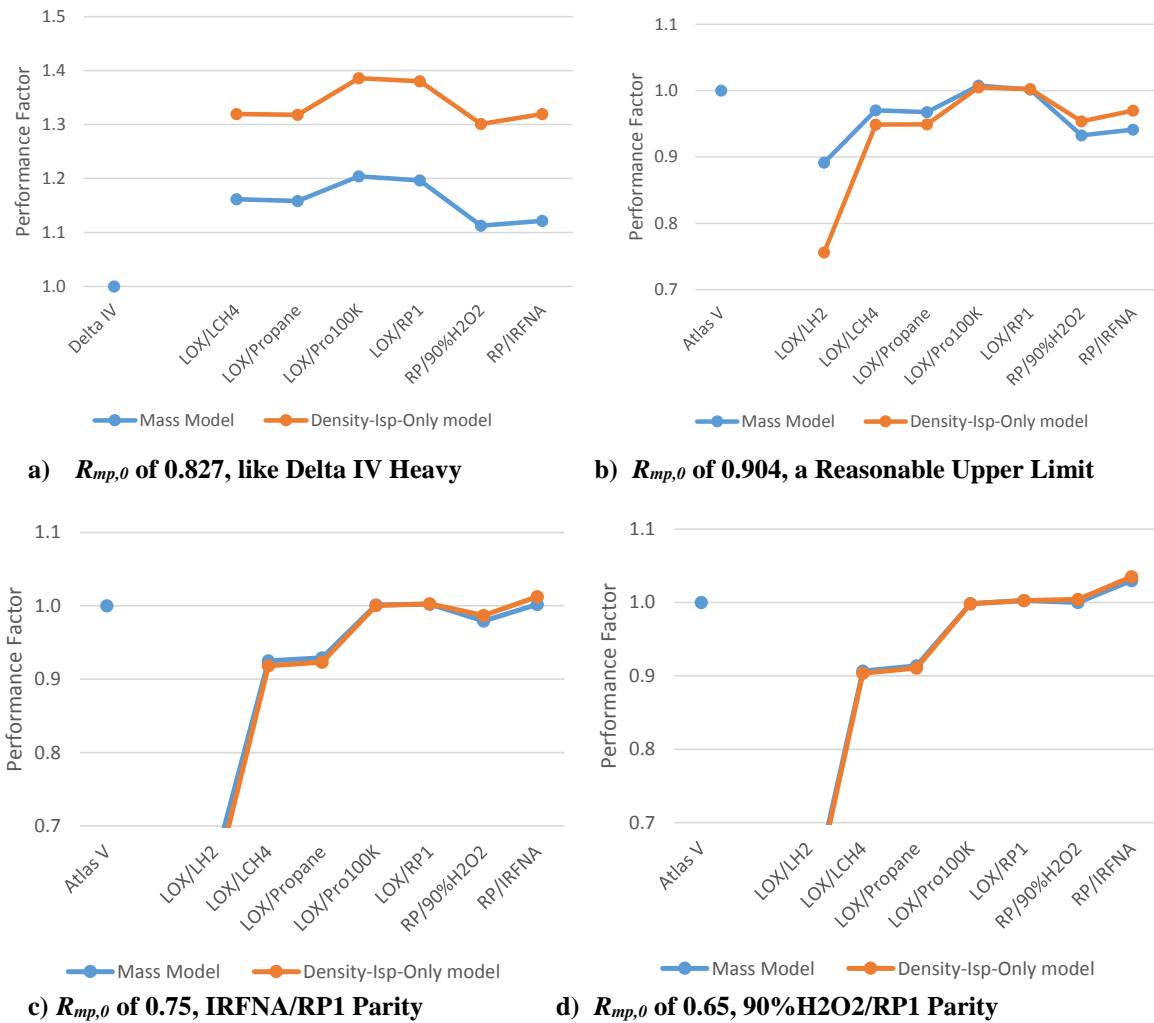 1.5
1.4
1.3
1.2
1.1
1.0
Performance Factor
Delta IV
LOX/LCH4
LOX/Propane
LOX/Pro100K
LOX/RP1
RP/90%H2O2
RP/IRFNA
Mass Model
Density-Isp-Only model
a) Rmp,0 of 0.827, like Delta IV Heavy
1.1
1.0
0.9
0.8
0.7
Performance Factor
Atlas V
LOX/LH2
LOX/LCH4
LOX/Propane
LOX/Pro100K
LOX/RP1
RP/90%H2O2
RP/IRFNA
Mass Model
Density-Isp-Only model
b) Rmp,0 of 0.904, a Reasonable Upper Limit
1.1
1.0
0.9
0.8
0.7
Performance Factor
Atlas V
LOX/LH2
LOX/LCH4
LOX/Propane
LOX/Pro100K
LOX/RP1
RP/90%H2O2
RP/IRFNA
Mass Model
Density-Isp-Only model
c) Rmp,0 of 0.75, IRFNA/RP1 Parity
1.1
1.0
0.9
0.8
0.7
Performance Factor
Atlas V
LOX/LH2
LOX/LCH4
LOX/Propane
LOX/Pro100K
LOX/RP1
RP/90%H2O2
RP/IRFNA
Mass Model
Density-Isp-Only model
d) Rmp,0 of 0.65, 90%H2O2/RP1 Parity